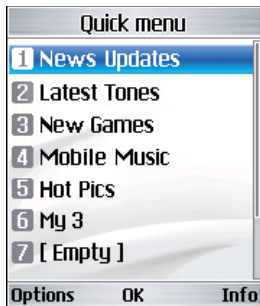 Quick menu
1 News Updates
2 Latest Tones
3 New Games
4 Mobile Music
5 Hot Pics
6 My 3
7 [ Empty ]
Options OK Info